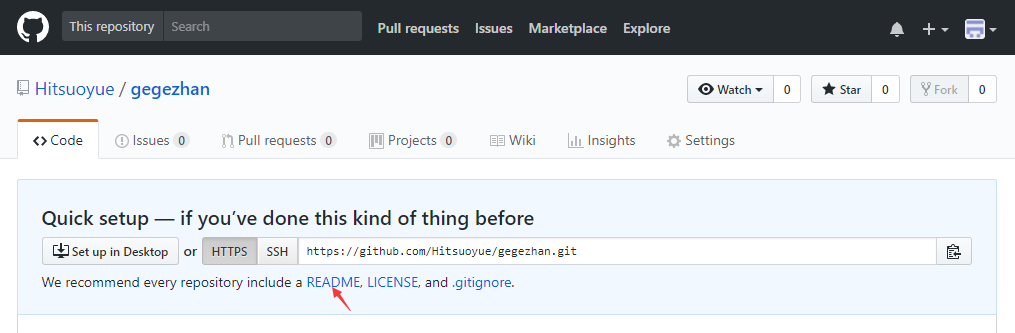 This repository Search Pull requests Issues Marketplace Explore
Hitsuoyue / gegezhan Watch 0 Star 0 Fork 0
Code Issues 0 Pull requests 0 Projects 0 Wiki Insights Settings
Quick setup — if you’ve done this kind of thing before
Set up in Desktop or HTTPS SSH https://github.com/Hitsuoyue/gegezhan.git
We recommend every repository include a README, LICENSE, and .gitignore.